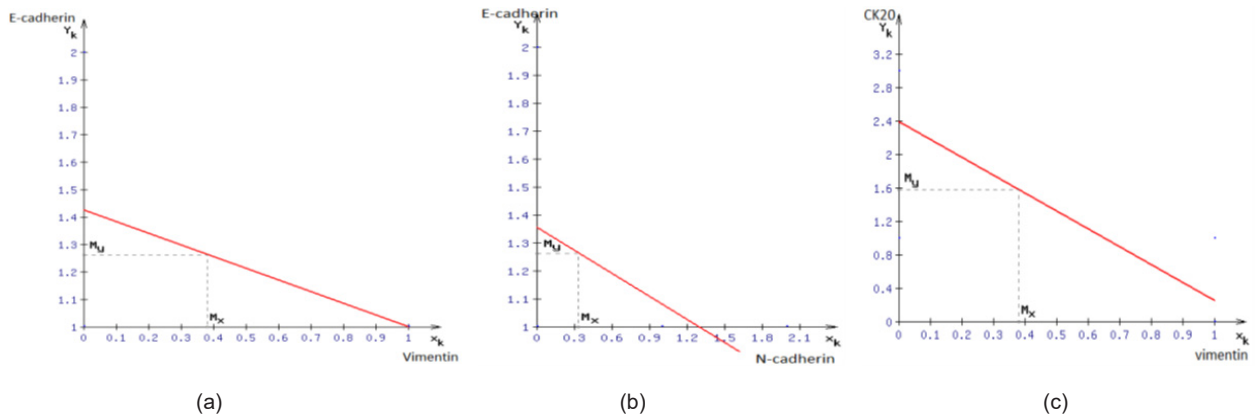 E-cadherin
Yk
2
1.9
1.8
1.7
1.6
1.5
1.4
1.3
1.2
1.1
1
My
Mx
0 0.1 0.2 0.3 0.4 0.5 0.6 0.7 0.8 0.9 1 xk
Vimentin
(a)
E-cadherin
Yk
2
1.9
1.8
1.7
1.6
1.5
1.4
1.3
1.2
1.1
1
My
Mx
0 0.3 0.6 0.9 1.2 1.5 1.8 2.1 xk
N-cadherin
(b)
CK20
Yk
3.2
2.8
2.4
2
1.6
1.2
0.8
0.4
0
My
Mx
0 0.1 0.2 0.3 0.4 0.5 0.6 0.7 0.8 0.9 1 xk
vimentin
(c)